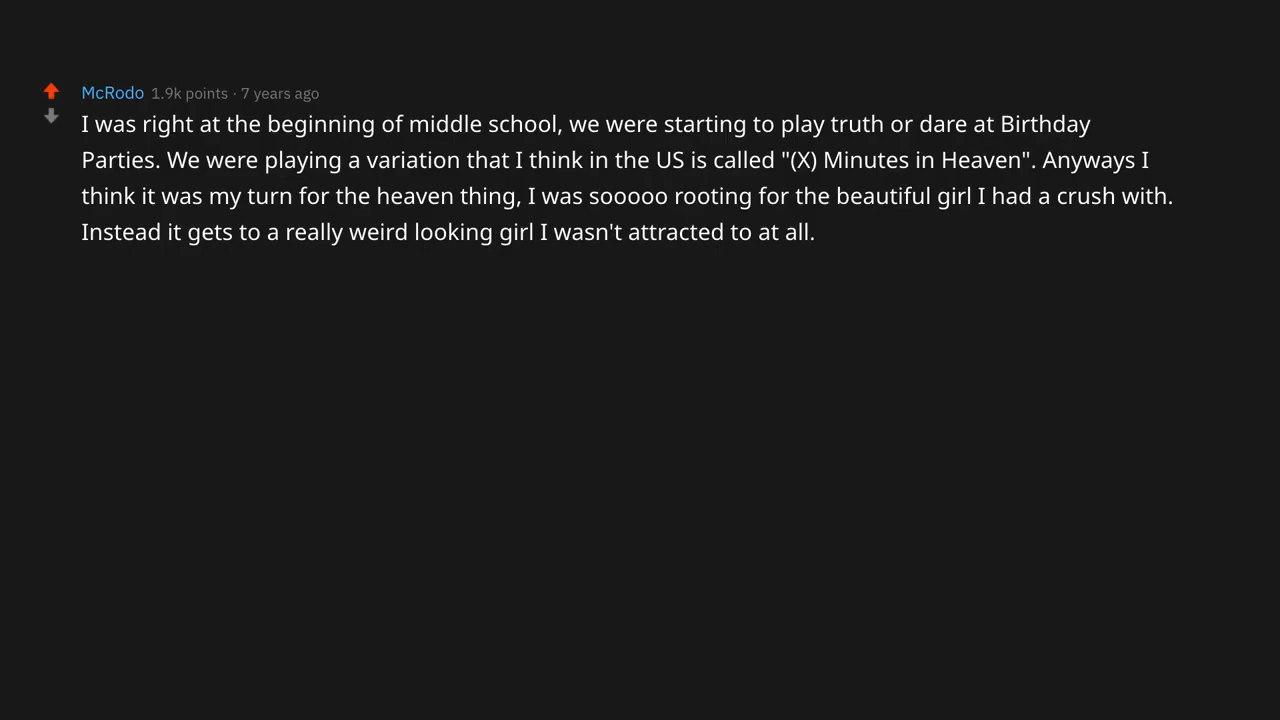 McRodo 1.9k points · 7 years ago
I was right at the beginning of middle school, we were starting to play truth or dare at Birthday
Parties. We were playing a variation that I think in the US is called "(X) Minutes in Heaven". Anyways I
think it was my turn for the heaven thing, I was sooooo rooting for the beautiful girl I had a crush with.
Instead it gets to a really weird looking girl I wasn't attracted to at all.